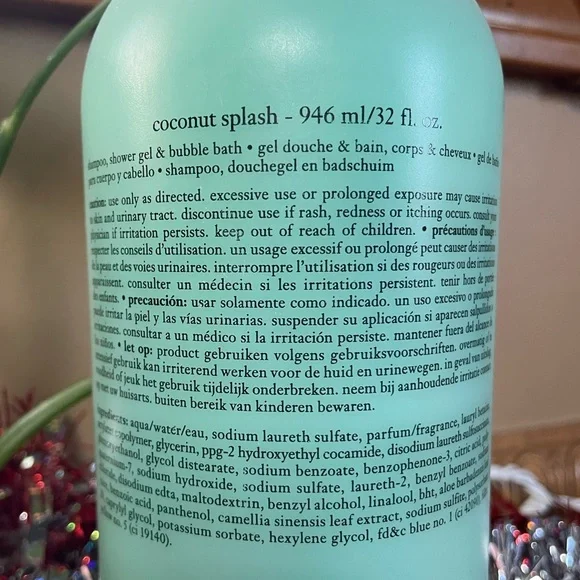 coconut splash - 946 ml/32 fl. oz.
shampoo, shower gel & bubble bath • gel douche & bain, corps & cheveux • gel de baño
para cuerpo y cabello • shampoo, douchegel en badschuim
caution: use only as directed. excessive use or prolonged exposure may cause irritation
to skin and urinary tract. discontinue use if rash, redness or itching occurs. consult your
physician if irritation persists. keep out of reach of children. • précautions d'usage:
respecter les conseils d'utilisation. un usage excessif ou prolongé peut causer des irritations
de la peau et des voies urinaires. interrompre l'utilisation si des rougeurs ou des irritations
apparaissent. consulter un médecin si les irritations persistent. tenir hors de portée
des enfants. • precaución: usar solamente como indicado. un uso excesivo o prolongado
puede irritar la piel y las vías urinarias. suspender su aplicación si aparecen salpullidos o
irritaciones. consultar a un médico si la irritación persiste. mantener fuera del alcance de
los niños. • let op: product gebruiken volgens gebruiksvoorschriften. overmatig of
intensief gebruik kan irriterend werken voor de huid en urinewegen. in geval van uitslag,
roodheid of jeuk het gebruik tijdelijk onderbreken. neem bij aanhoudende irritatie contact
op met uw huisarts. buiten bereik van kinderen bewaren.
ingredients: aqua/water/eau, sodium laureth sulfate, parfum/fragrance, lauryl
copolymer, glycerin, ppg-2 hydroxyethyl cocamide, disodium laureth
glycol distearate, sodium benzoate, benzophenone-3, citric acid,
sodium hydroxide, sodium sulfate, laureth-2, benzyl benzoate, sodium
disodium edta, maltodextrin, benzyl alcohol, linalool, bht, aloe barbadensis
benzoic acid, panthenol, camellia sinensis leaf extract, sodium sulfite,
caprylyl glycol, potassium sorbate, hexylene glycol, fd&c blue no. 1 (ci 42090),
no. 5 (ci 19140).